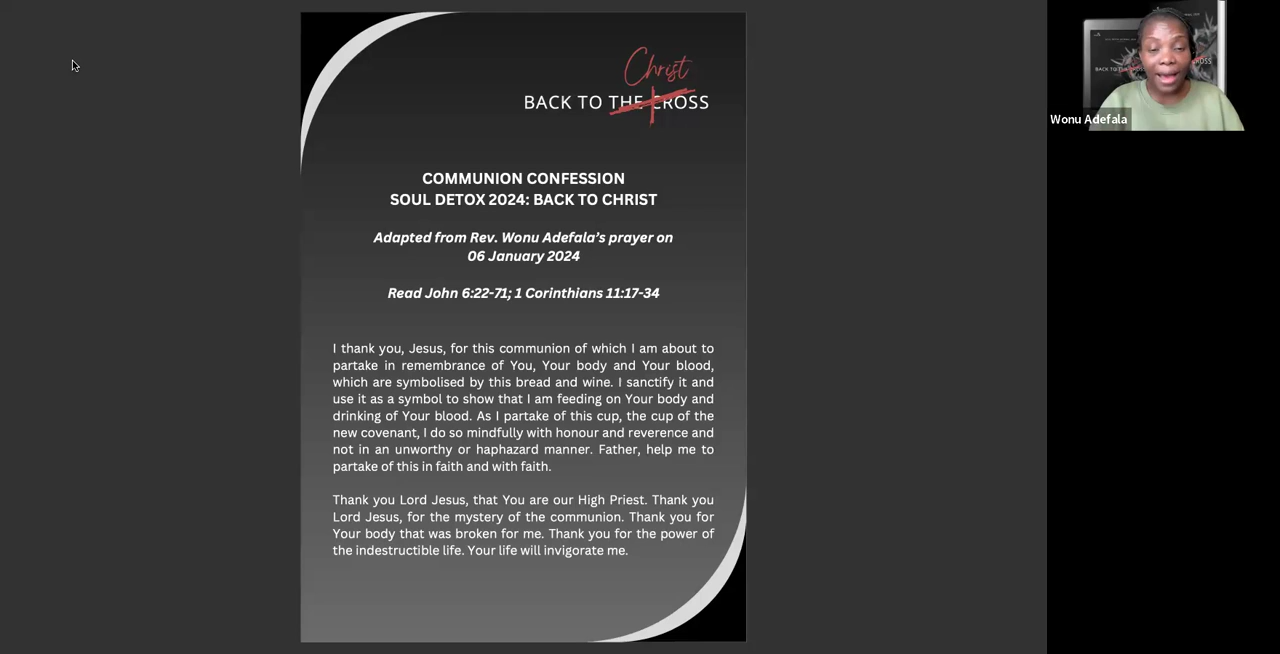 Christ
BACK TO THE CROSS
COMMUNION CONFESSION
SOUL DETOX 2024: BACK TO CHRIST
Adapted from Rev. Wonu Adefala’s prayer on
06 January 2024
Read John 6:22-71; 1 Corinthians 11:17-34
I thank you, Jesus, for this communion of which I am about to
partake in remembrance of You, Your body and Your blood,
which are symbolised by this bread and wine. I sanctify it and
use it as a symbol to show that I am feeding on Your body and
drinking of Your blood. As I partake of this cup, the cup of the
new covenant, I do so mindfully with honour and reverence and
not in an unworthy or haphazard manner. Father, help me to
partake of this in faith and with faith.
Thank you Lord Jesus, that You are our High Priest. Thank you
Lord Jesus, for the mystery of the communion. Thank you for
Your body that was broken for me. Thank you for the power of
the indestructible life. Your life will invigorate me.
BACK TO THE CROSS
Wonu Adefala